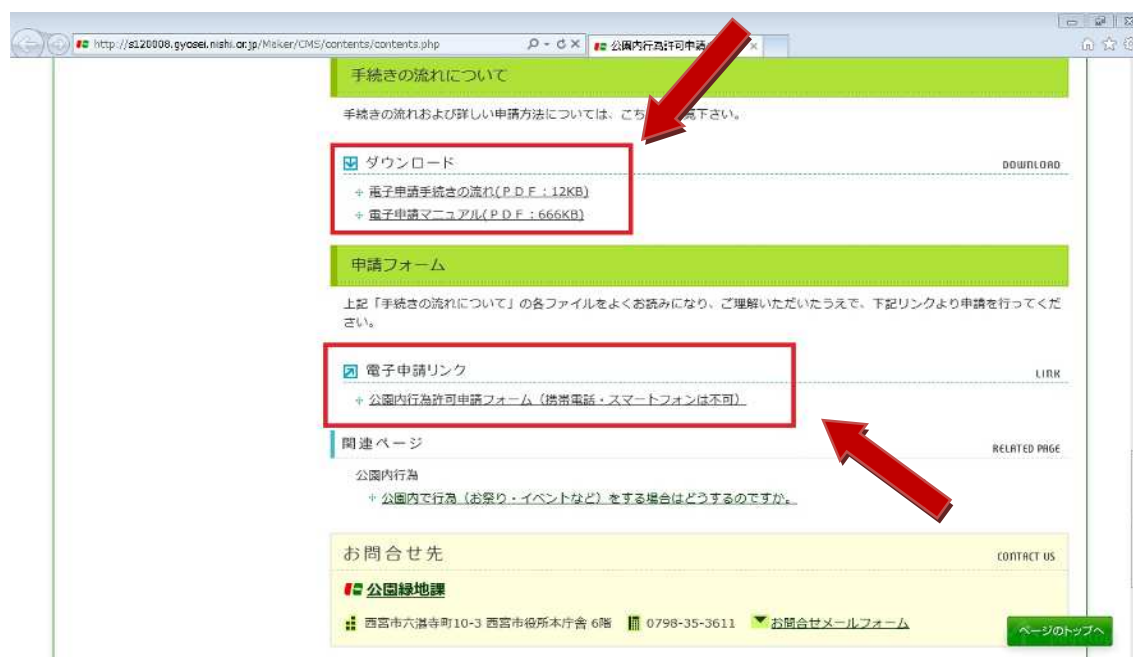 http://s120008.gyosei.nishi.or.jp/Maker/CMS/contents/contents.php
公園内行為許可申請
手続きの流れについて
手続きの流れおよび詳しい申請方法については、こち 覧下さい。
ダウンロード
DOWNLOAD
電子申請手続きの流れ(ＰＤＦ：12KB)
電子申請マニュアル(ＰＤＦ：666KB)
申請フォーム
上記「手続きの流れについて」の各ファイルをよくお読みになり、ご理解いただいたうえで、下記リンクより申請を行ってくだ
さい。
電子申請リンク
LINK
公園内行為許可申請フォーム（携帯電話・スマートフォンは不可）
関連ページ
RELATED PAGE
公園内行為
公園内で行為（お祭り・イベントなど）をする場合はどうするのですか。
お問合せ先
CONTACT US
公園緑地課
西宮市六湛寺町10-3 西宮市役所本庁舎 6階 0798-35-3611 お問合せメールフォーム
ページのトップへ